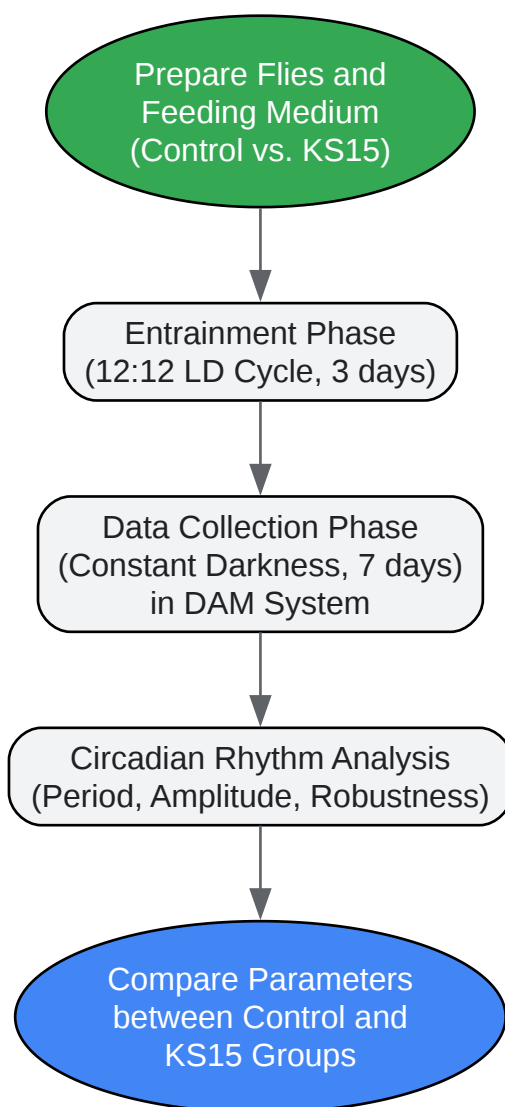 Prepare Flies and
Feeding Medium
(Control vs. KS15)
Entrainment Phase
(12:12 LD Cycle, 3 days)
Data Collection Phase
(Constant Darkness, 7 days)
in DAM System
Circadian Rhythm Analysis
(Period, Amplitude, Robustness)
Compare Parameters
between Control and
KS15 Groups